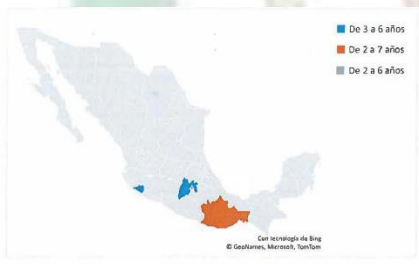 De 3 a 6 años
De 2 a 7 años
De 2 a 6 años
Con tecnología de Bing
© GeoNames, Microsoft, TomTom